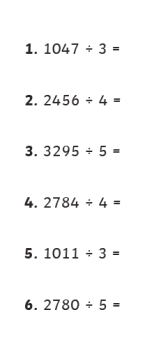 1. 1047 ÷ 3 =
2. 2456 ÷ 4 =
3. 3295 ÷ 5 =
4. 2784 ÷ 4 =
5. 1011 ÷ 3 =
6. 2780 ÷ 5 =